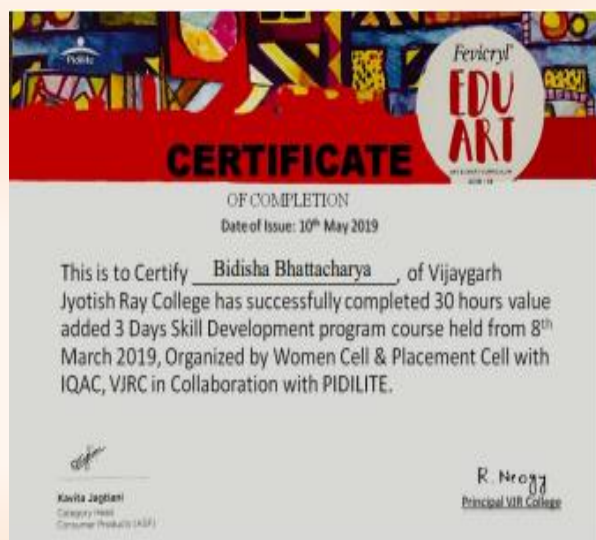 Pidilite
Fevicryl
EDU
ART
CERTIFICATE
OF COMPLETION
Date of Issue: 10th May 2019
This is to Certify Bidisha Bhattacharya, of Vijaygarh
Jyotish Ray College has successfully completed 30 hours value
added 3 Days Skill Development program course held from 8th
March 2019, Organized by Women Cell & Placement Cell with
IQAC, VJRC in Collaboration with PIDILITE.
R. Neogy
Kavita Jagtiani
Principal VJR College
Category Head
Consumer Products